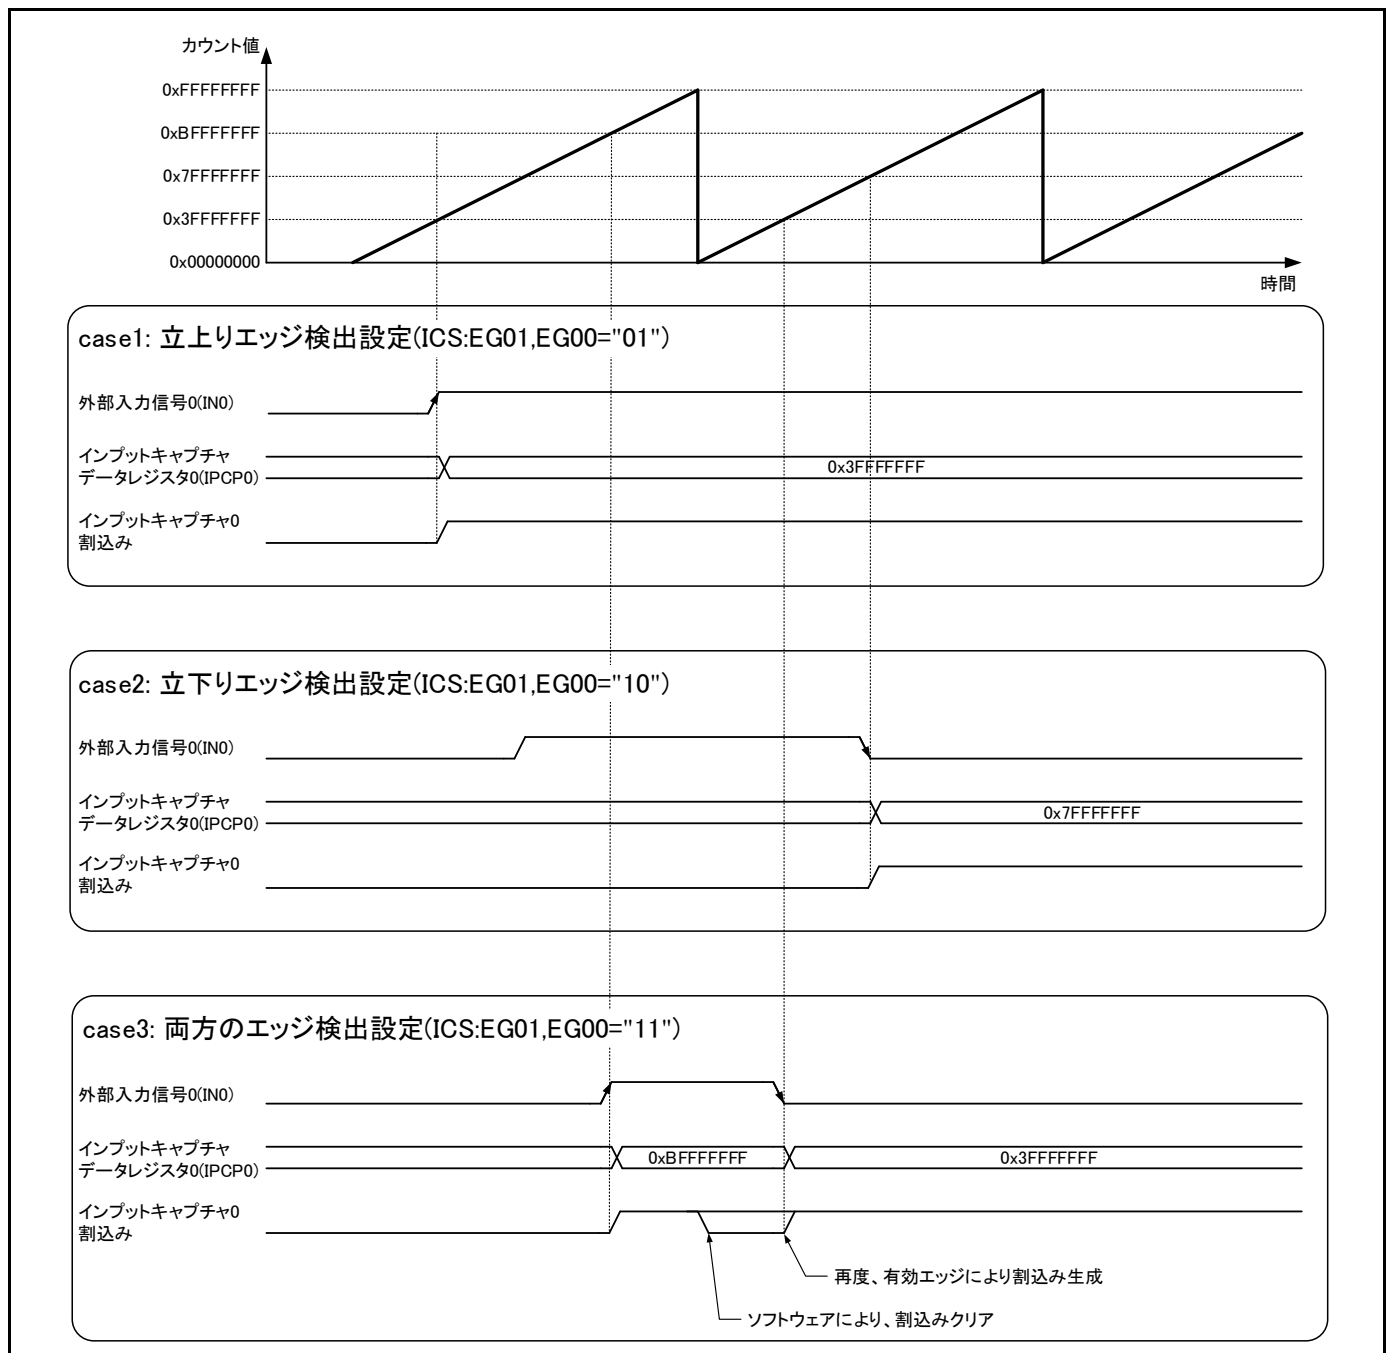 カウント値
0xFFFFFFFF
0xBFFFFFFF
0x7FFFFFFF
0x3FFFFFFF
0x00000000
時間
case1: 立上りエッジ検出設定(ICS:EG01,EG00="01")
外部入力信号0(IN0)
インプットキャプチャ
データレジスタ0(IPCP0)
0x3FFFFFFF
インプットキャプチャ0
割込み
case2: 立下りエッジ検出設定(ICS:EG01,EG00="10")
外部入力信号0(IN0)
インプットキャプチャ
データレジスタ0(IPCP0)
0x7FFFFFFF
インプットキャプチャ0
割込み
case3: 両方のエッジ検出設定(ICS:EG01,EG00="11")
外部入力信号0(IN0)
インプットキャプチャ
データレジスタ0(IPCP0)
0xBFFFFFFF
0x3FFFFFFF
インプットキャプチャ0
割込み
再度、有効エッジにより割込み生成
ソフトウェアにより、割込みクリア